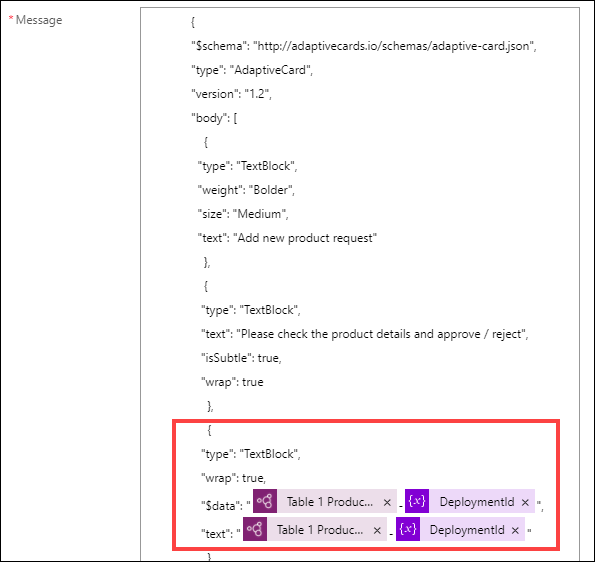 * Message
{
"$schema": "http://adaptivecards.io/schemas/adaptive-card.json",
"type": "AdaptiveCard",
"version": "1.2",
"body": [
{
"type": "TextBlock",
"weight": "Bolder",
"size": "Medium",
"text": "Add new product request"
},
{
"type": "TextBlock",
"text": "Please check the product details and approve / reject",
"isSubtle": true,
"wrap": true
},
{
"type": "TextBlock",
"wrap": true,
"$data": " Table 1 Produc... × - {x} DeploymentId × ",
"text": " Table 1 Produc... × - {x} DeploymentId × "
}